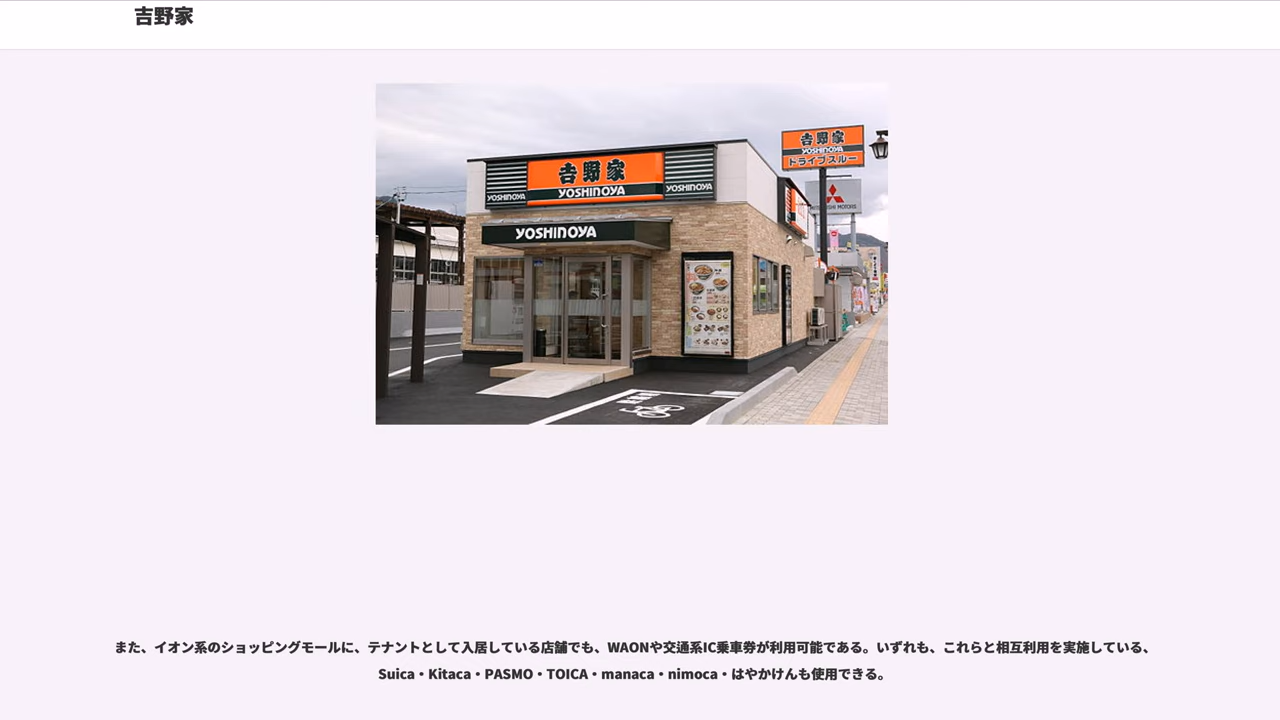 吉野家
吉野家
YOSHINOYA
YOSHINOYA
YOSHINOYA
YOSHINOYA
吉野家
YOSHINOYA
ドライブスルー
MITSUBISHI MOTORS
また、イオン系のショッピングモールに、テナントとして入居している店舗でも、WAONや交通系IC乗車券が利用可能である。いずれも、これらと相互利用を実施している、
Suica・Kitaca・PASMO・TOICA・manaca・nimoca・はやかけんも使用できる。